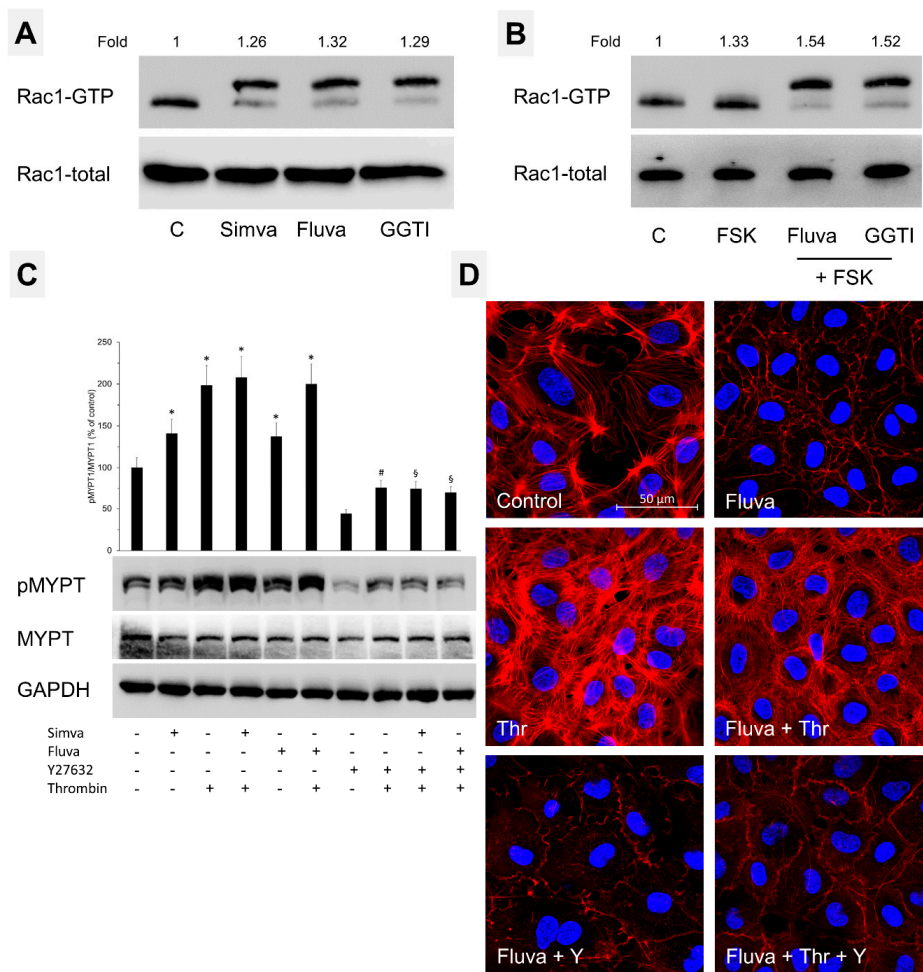 A
Fold 1 1.26 1.32 1.29
Rac1-GTP
Rac1-total
C Simva Fluva GGTI
B
Fold 1 1.33 1.54 1.52
Rac1-GTP
Rac1-total
C FSK Fluva GGTI
+ FSK
C
pMYPT1/MYPT1 (% of control)
250
200
150
100
50
0
* * * * * # § §
pMYPT
MYPT
GAPDH
Simva - + - + - - - - + -
Fluva - - - - + + - - - +
Y27632 - - - - - - + + + +
Thrombin - - + + - + - + + +
D
Control
50 µm
Fluva
Thr
Fluva + Thr
Fluva + Y
Fluva + Thr + Y